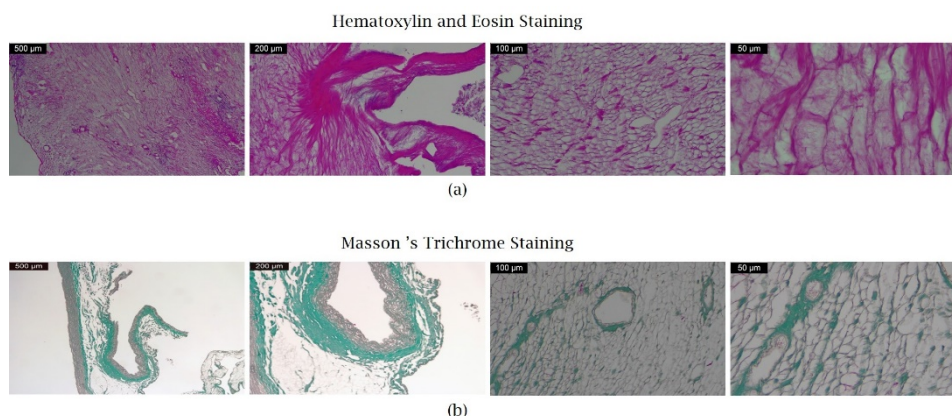 Hematoxylin and Eosin Staining
500 µm 200 µm 100 µm 50 µm
(a)
Masson ’s Trichrome Staining
500 µm 200 µm 100 µm 50 µm
(b)